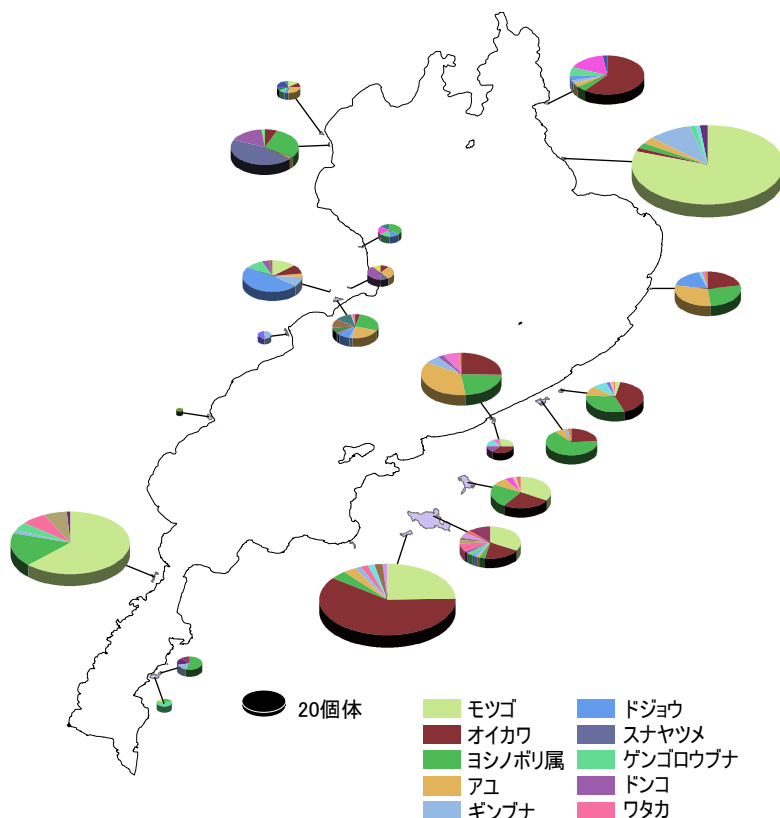 20個体
モツゴ
オイカワ
ヨシノボリ属
アユ
ギンブナ
ドジョウ
スナヤツメ
ゲンゴロウブナ
ドンコ
ワタカ